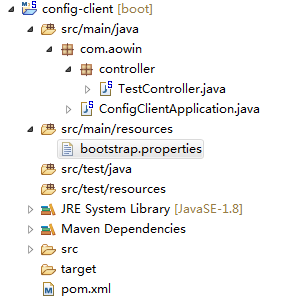 config-client [boot]
src/main/java
com.aowin
controller
TestController.java
ConfigClientApplication.java
src/main/resources
bootstrap.properties
src/test/java
src/test/resources
JRE System Library [JavaSE-1.8]
Maven Dependencies
src
target
pom.xml